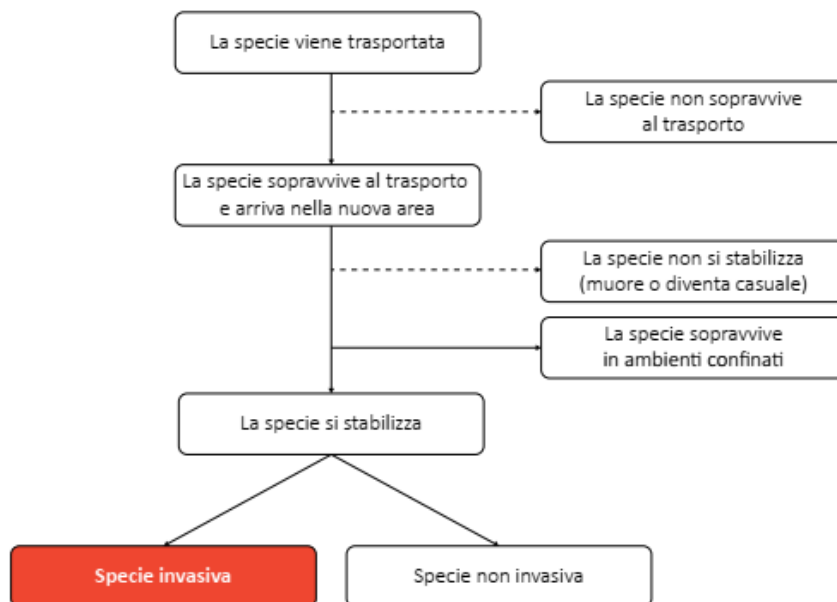 La specie viene trasportata
La specie non sopravvive
al trasporto
La specie sopravvive al trasporto
e arriva nella nuova area
La specie non si stabilizza
(muore o diventa casuale)
La specie sopravvive
in ambienti confinati
La specie si stabilizza
Specie invasiva
Specie non invasiva